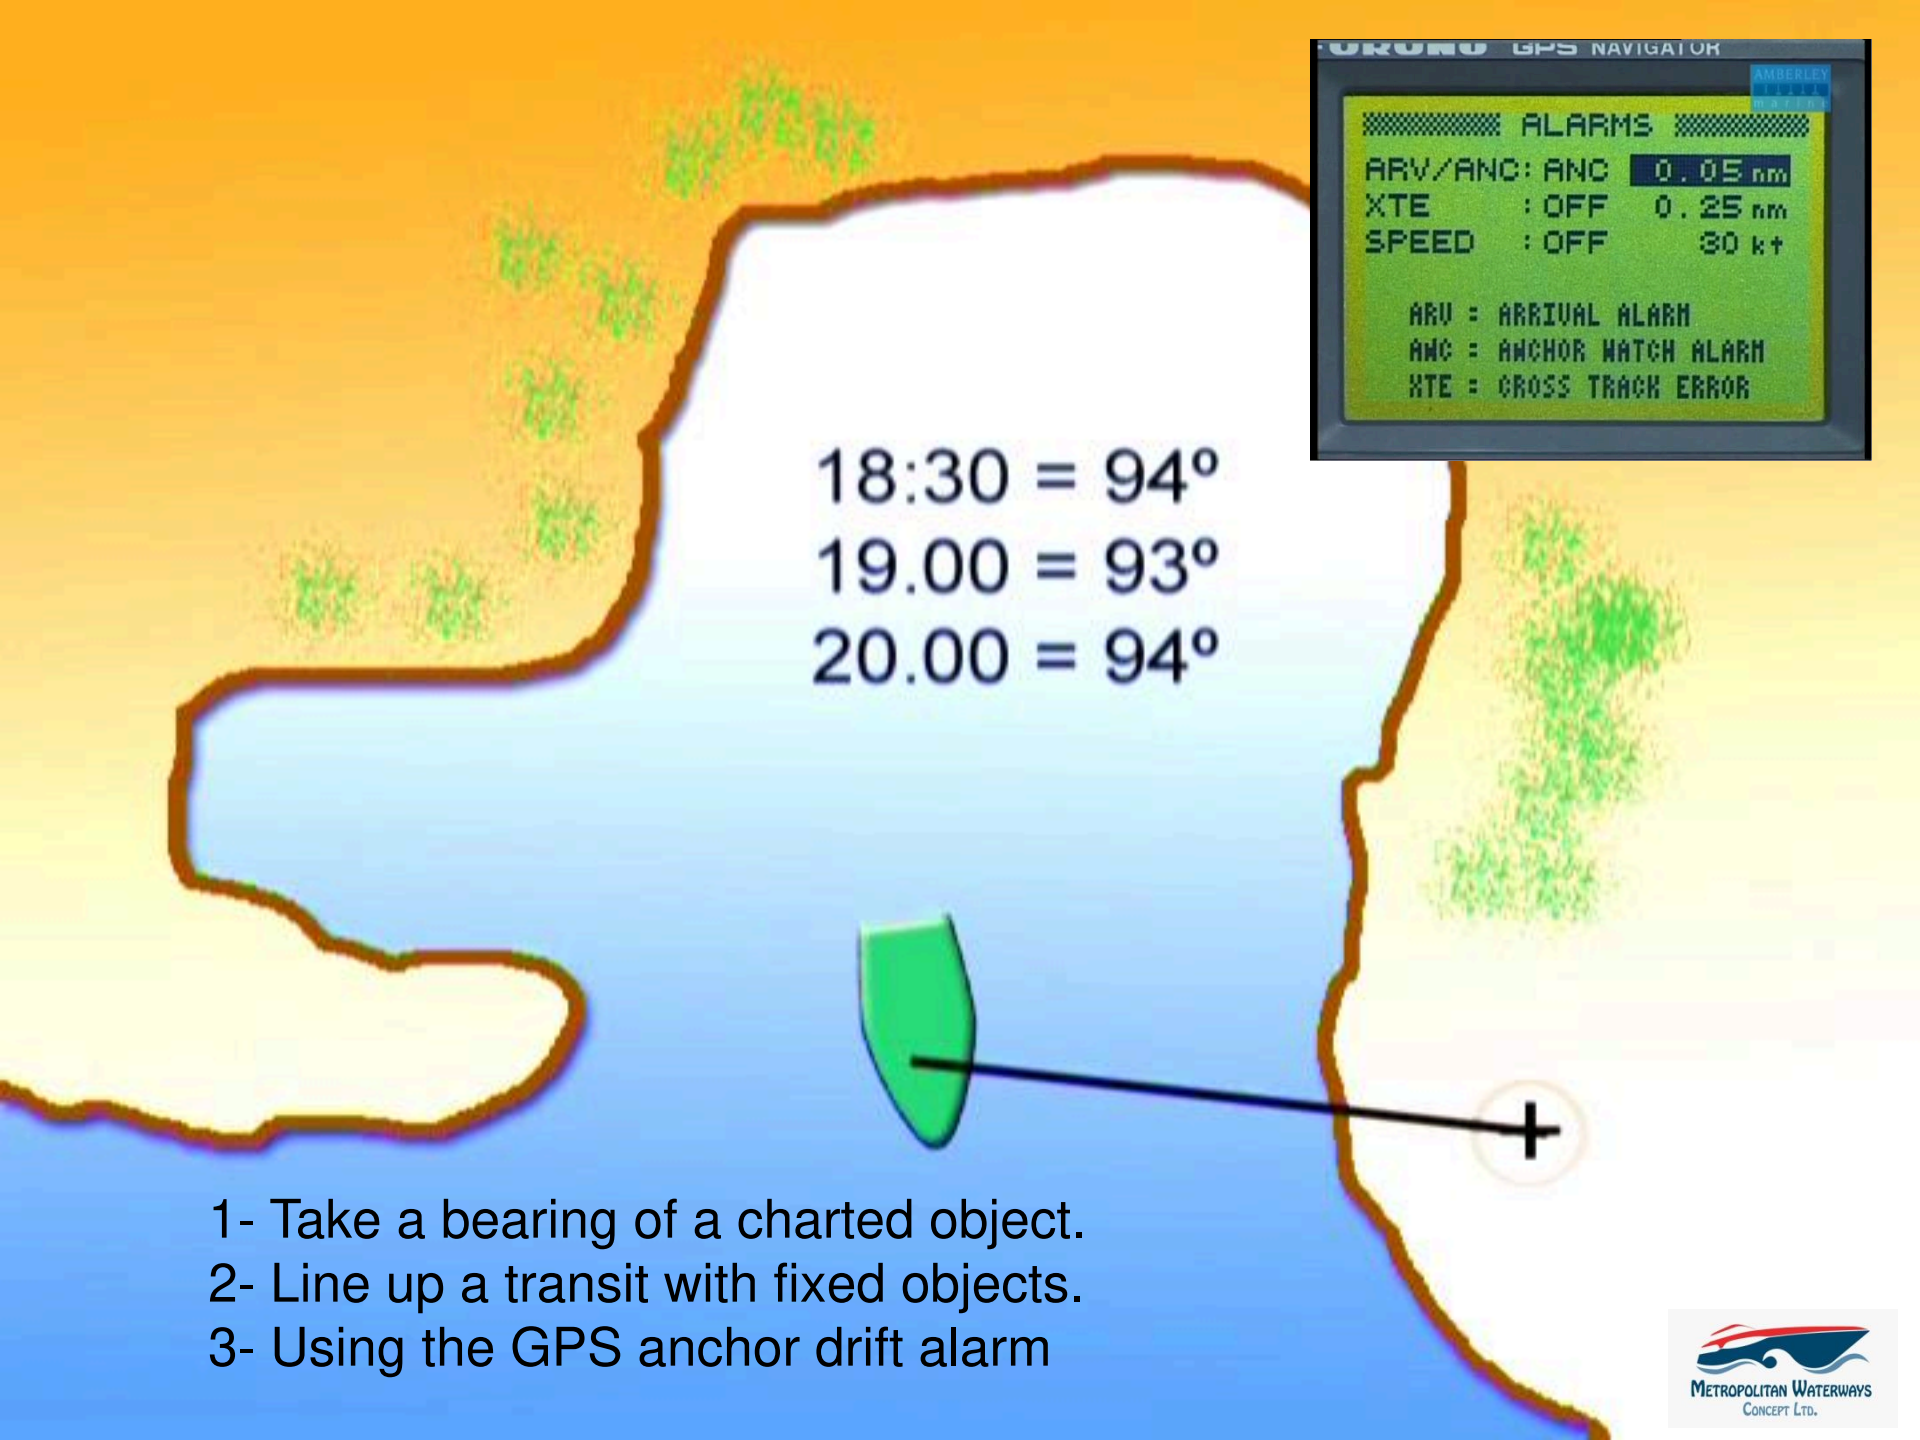 FURUNO GPS NAVIGATOR
AMBERLEY
marine
ALARMS
ARV/ANC: ANC 0.05 nm
XTE : OFF 0.25 nm
SPEED : OFF 30 kt
ARV : ARRIVAL ALARM
ANC : ANCHOR WATCH ALARM
XTE : CROSS TRACK ERROR
18:30 = 94º
19.00 = 93º
20.00 = 94º
1- Take a bearing of a charted object.
2- Line up a transit with fixed objects.
3- Using the GPS anchor drift alarm
METROPOLITAN WATERWAYS
CONCEPT LTD.